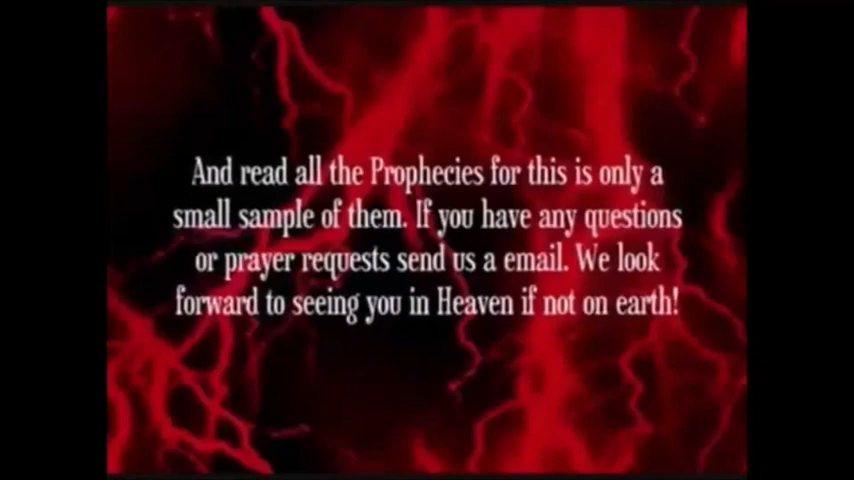 And read all the Prophecies for this is only a
small sample of them. If you have any questions
or prayer requests send us a email. We look
forward to seeing you in Heaven if not on earth!